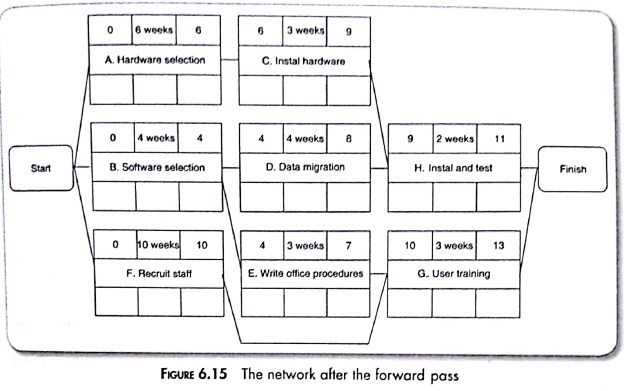 0 6 weeks 6
A. Hardware selection
6 3 weeks 9
C. Instal hardware
Start
0 4 weeks 4
B. Software selection
4 4 weeks 8
D. Data migration
9 2 weeks 11
H. Instal and test
Finish
0 10 weeks 10
F. Recruit staff
4 3 weeks 7
E. Write office procedures
10 3 weeks 13
G. User training
FIGURE 6.15 The network after the forward pass